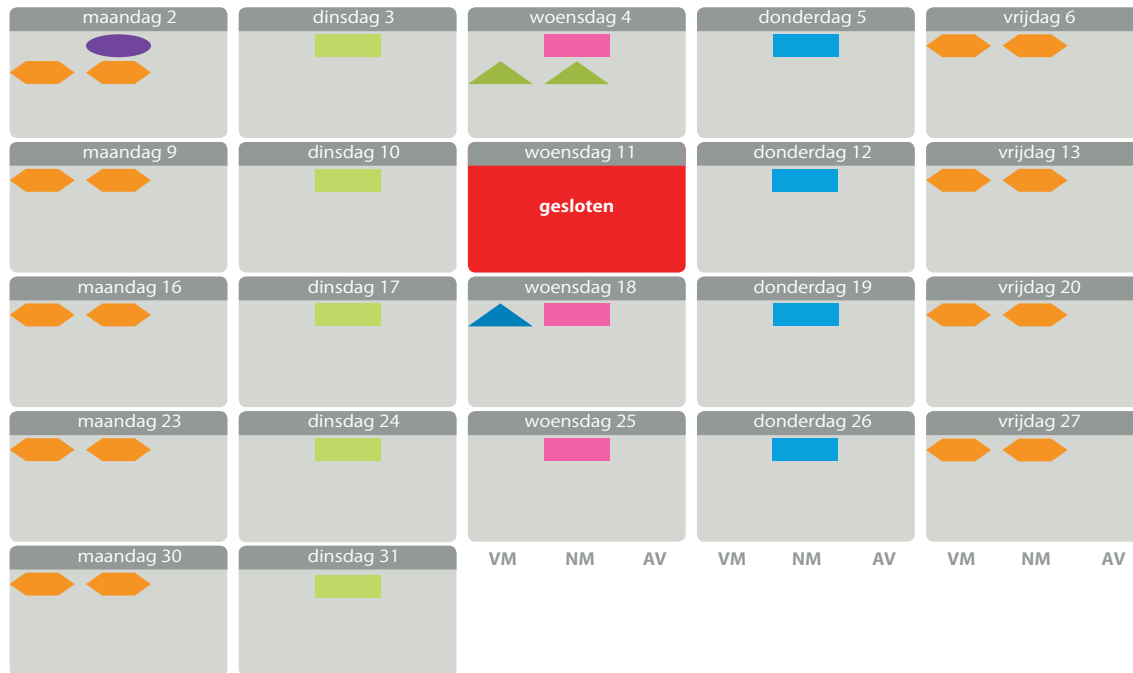 maandag 2
dinsdag 3
woensdag 4
donderdag 5
vrijdag 6
maandag 9
dinsdag 10
woensdag 11
donderdag 12
vrijdag 13
gesloten
maandag 16
dinsdag 17
woensdag 18
donderdag 19
vrijdag 20
maandag 23
dinsdag 24
woensdag 25
donderdag 26
vrijdag 27
maandag 30
dinsdag 31
VM NM AV
VM NM AV
VM NM AV